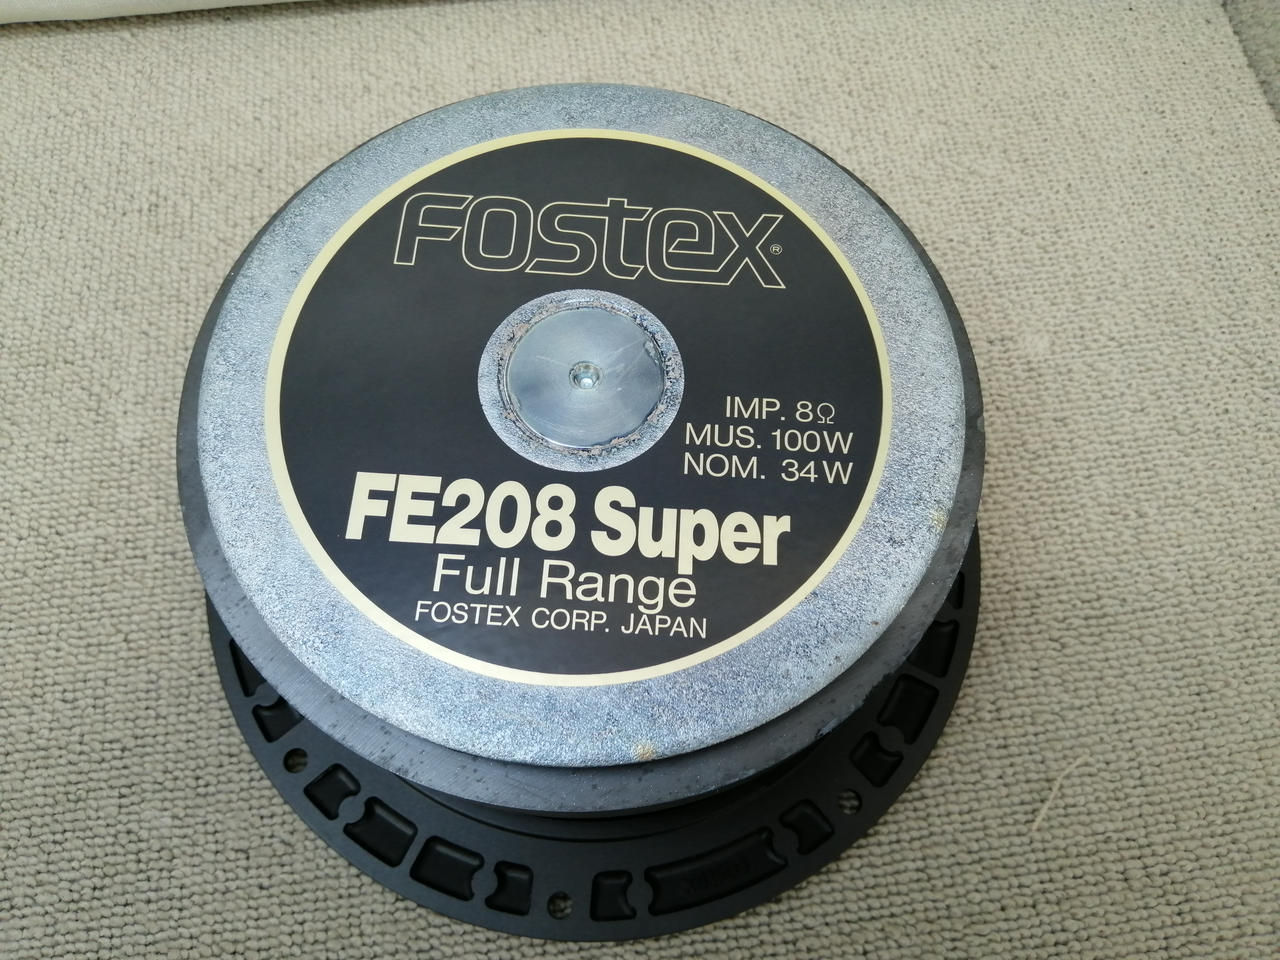 FOSTEX®
IMP. 8Ω
MUS. 100W
NOM. 34W
FE208 Super
Full Range
FOSTEX CORP. JAPAN